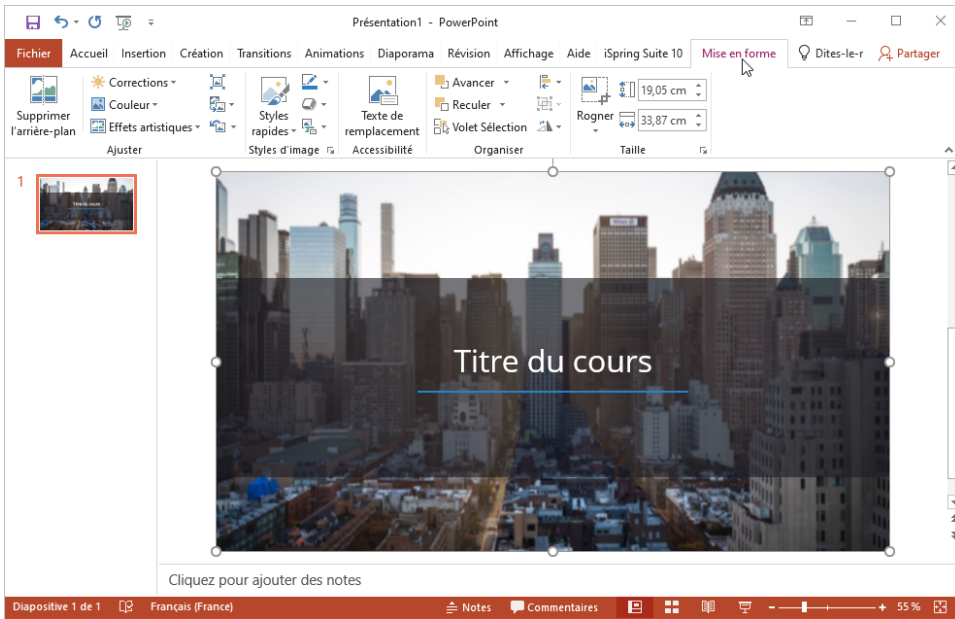 Présentation1 - PowerPoint
Fichier Accueil Insertion Création Transitions Animations Diaporama Révision Affichage Aide iSpring Suite 10 Mise en forme Dites-le-r Partager
Supprimer
l'arrière-plan
Corrections
Couleur
Effets artistiques
Ajuster
Styles
rapides
Styles d'image
Texte de
remplacement
Accessibilité
Avancer
Reculer
Volet Sélection
Organiser
Rogner
19,05 cm
33,87 cm
Taille
1
Titre du cours
Titre du cours
Cliquez pour ajouter des notes
Diapositive 1 de 1 Français (France) Notes Commentaires 55 %